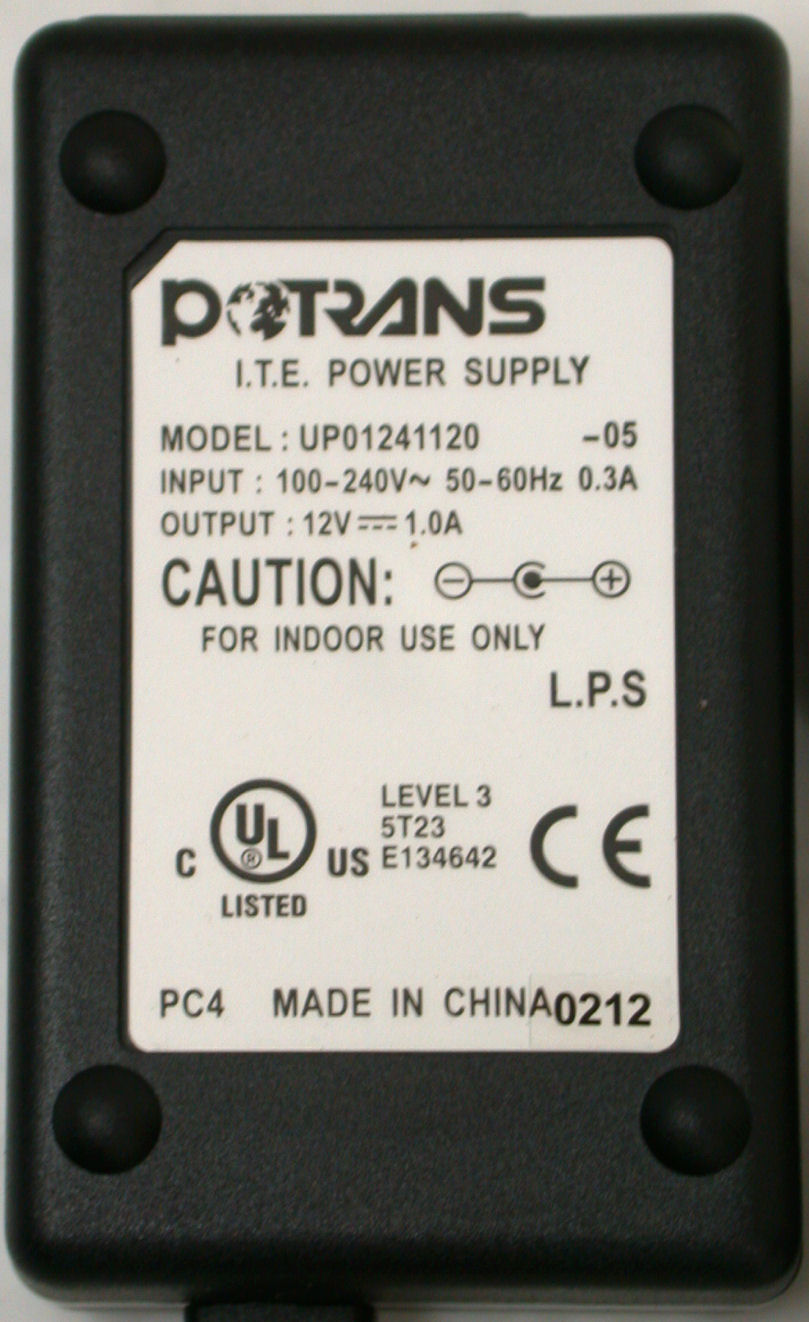 POTRANS
I.T.E. POWER SUPPLY
MODEL : UP01241120 -05
INPUT : 100-240V~ 50-60Hz 0.3A
OUTPUT : 12V⎓1.0A
CAUTION: − +
FOR INDOOR USE ONLY
L.P.S
C UL® US
LISTED
LEVEL 3
5T23
E134642
CE
PC4 MADE IN CHINA 0212